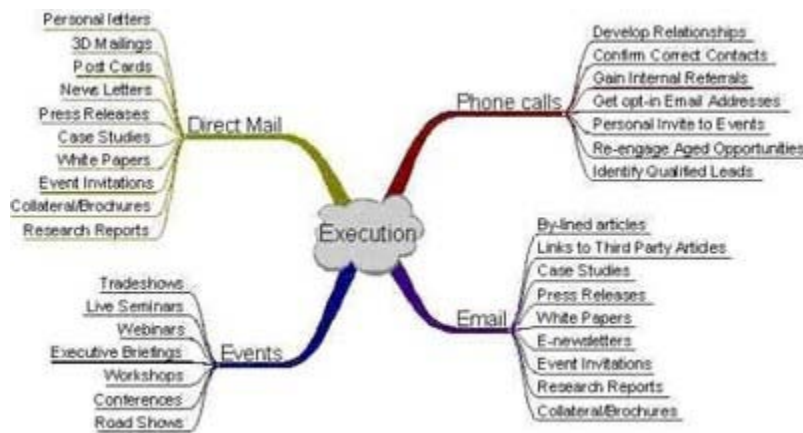 Personal letters
3D Mailings
Post Cards
News Letters
Press Releases
Case Studies
White Papers
Event Invitations
Collateral/Brochures
Research Reports
Direct Mail
Phone calls
Develop Relationships
Confirm Correct Contacts
Gain Internal Referrals
Get opt-in Email Addresses
Personal Invite to Events
Re-engage Aged Opportunities
Identify Qualified Leads
Execution
Tradeshows
Live Seminars
Webinars
Executive Briefings
Workshops
Conferences
Road Shows
Events
Email
By-lined articles
Links to Third Party Articles
Case Studies
Press Releases
White Papers
E-newsletters
Event Invitations
Research Reports
Collateral/Brochures